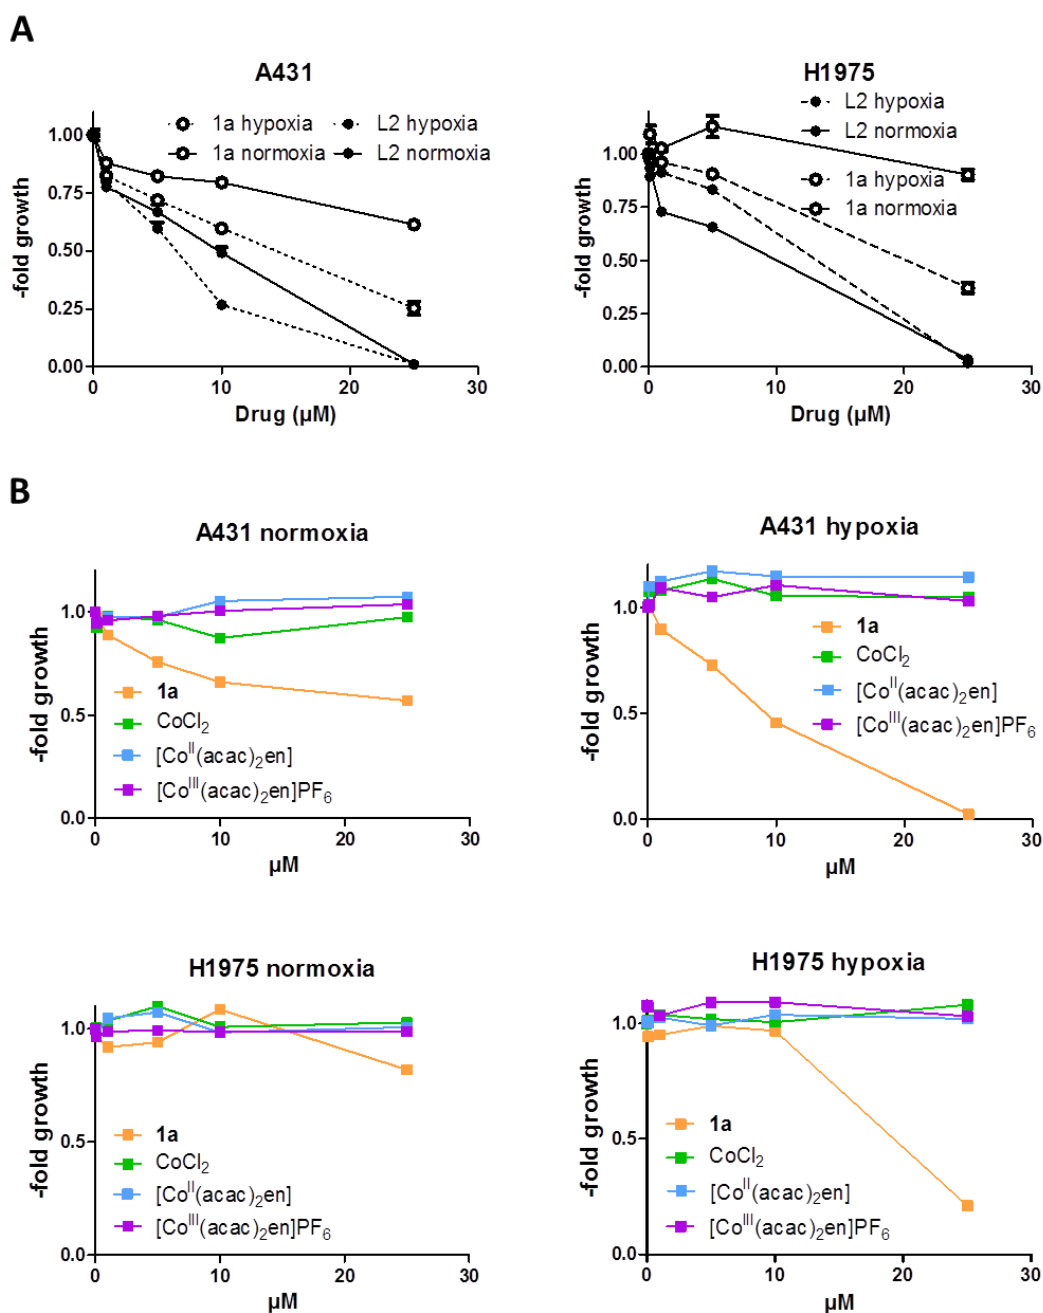 A
A431
1a hypoxia L2 hypoxia
1a normoxia L2 normoxia
1.00
0.75
0.50
0.25
0.00
-fold growth
0 10 20 30
Drug (µM)
H1975
L2 hypoxia
L2 normoxia
1a hypoxia
1a normoxia
1.00
0.75
0.50
0.25
0.00
-fold growth
0 10 20 30
Drug (µM)
B
A431 normoxia
1.0
0.5
0.0
-fold growth
1a
CoCl₂
[Coᴵᴵ(acac)₂en]
[Coᴵᴵᴵ(acac)₂en]PF₆
0 10 20 30
µM
A431 hypoxia
1.0
0.5
0.0
-fold growth
1a
CoCl₂
[Coᴵᴵ(acac)₂en]
[Coᴵᴵᴵ(acac)₂en]PF₆
0 10 20 30
µM
H1975 normoxia
1.0
0.5
0.0
-fold growth
1a
CoCl₂
[Coᴵᴵ(acac)₂en]
[Coᴵᴵᴵ(acac)₂en]PF₆
0 10 20 30
µM
H1975 hypoxia
1.0
0.5
0.0
-fold growth
1a
CoCl₂
[Coᴵᴵ(acac)₂en]
[Coᴵᴵᴵ(acac)₂en]PF₆
0 10 20 30
µM